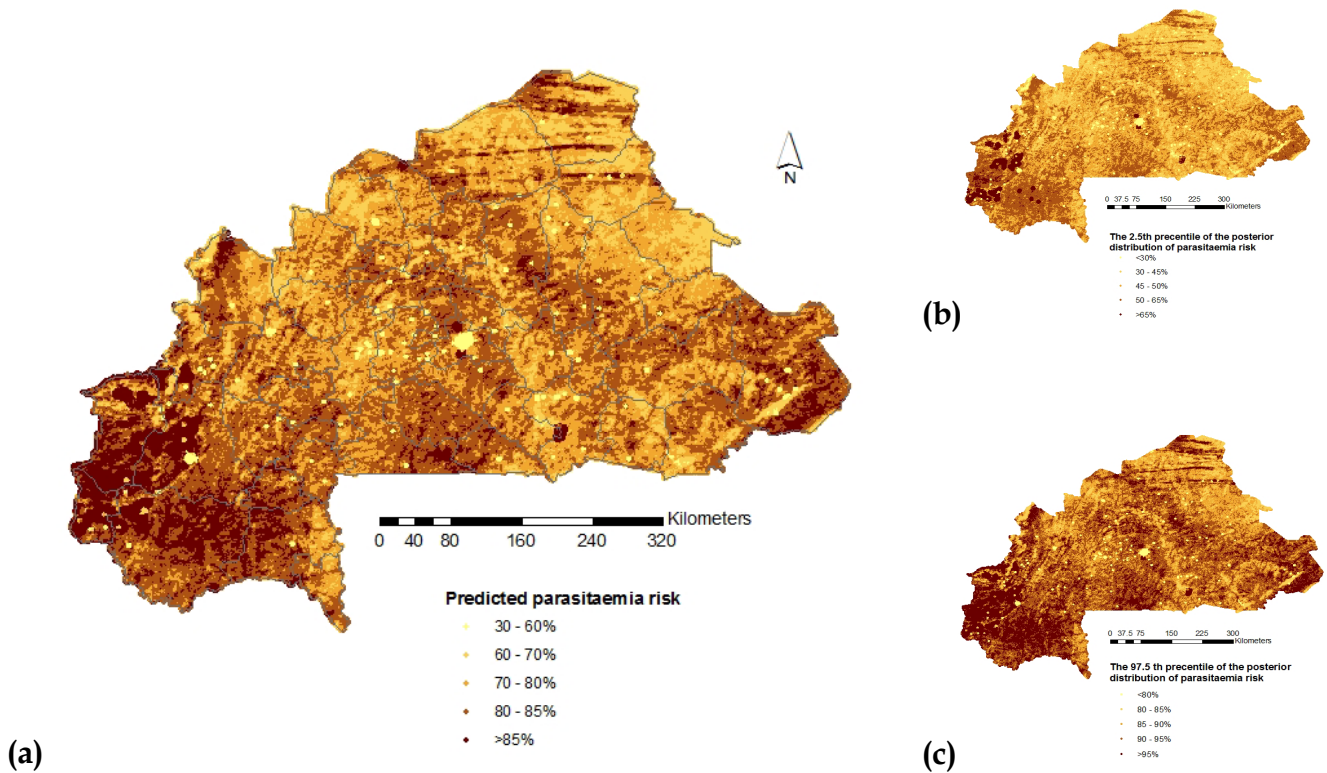 N
Kilometers
0 40 80 160 240 320
Predicted parasitaemia risk
30 - 60%
60 - 70%
70 - 80%
80 - 85%
>85%
(a)
0 37.5 75 150 225 300
Kilometers
The 2.5th precentile of the posterior
distribution of parasitaemia risk
<30%
30 - 45%
45 - 50%
50 - 65%
>65%
(b)
0 37.5 75 150 225 300
Kilometers
The 97.5 th precentile of the posterior
distribution of parasitaemia risk
<80%
80 - 85%
85 - 90%
90 - 95%
>95%
(c)